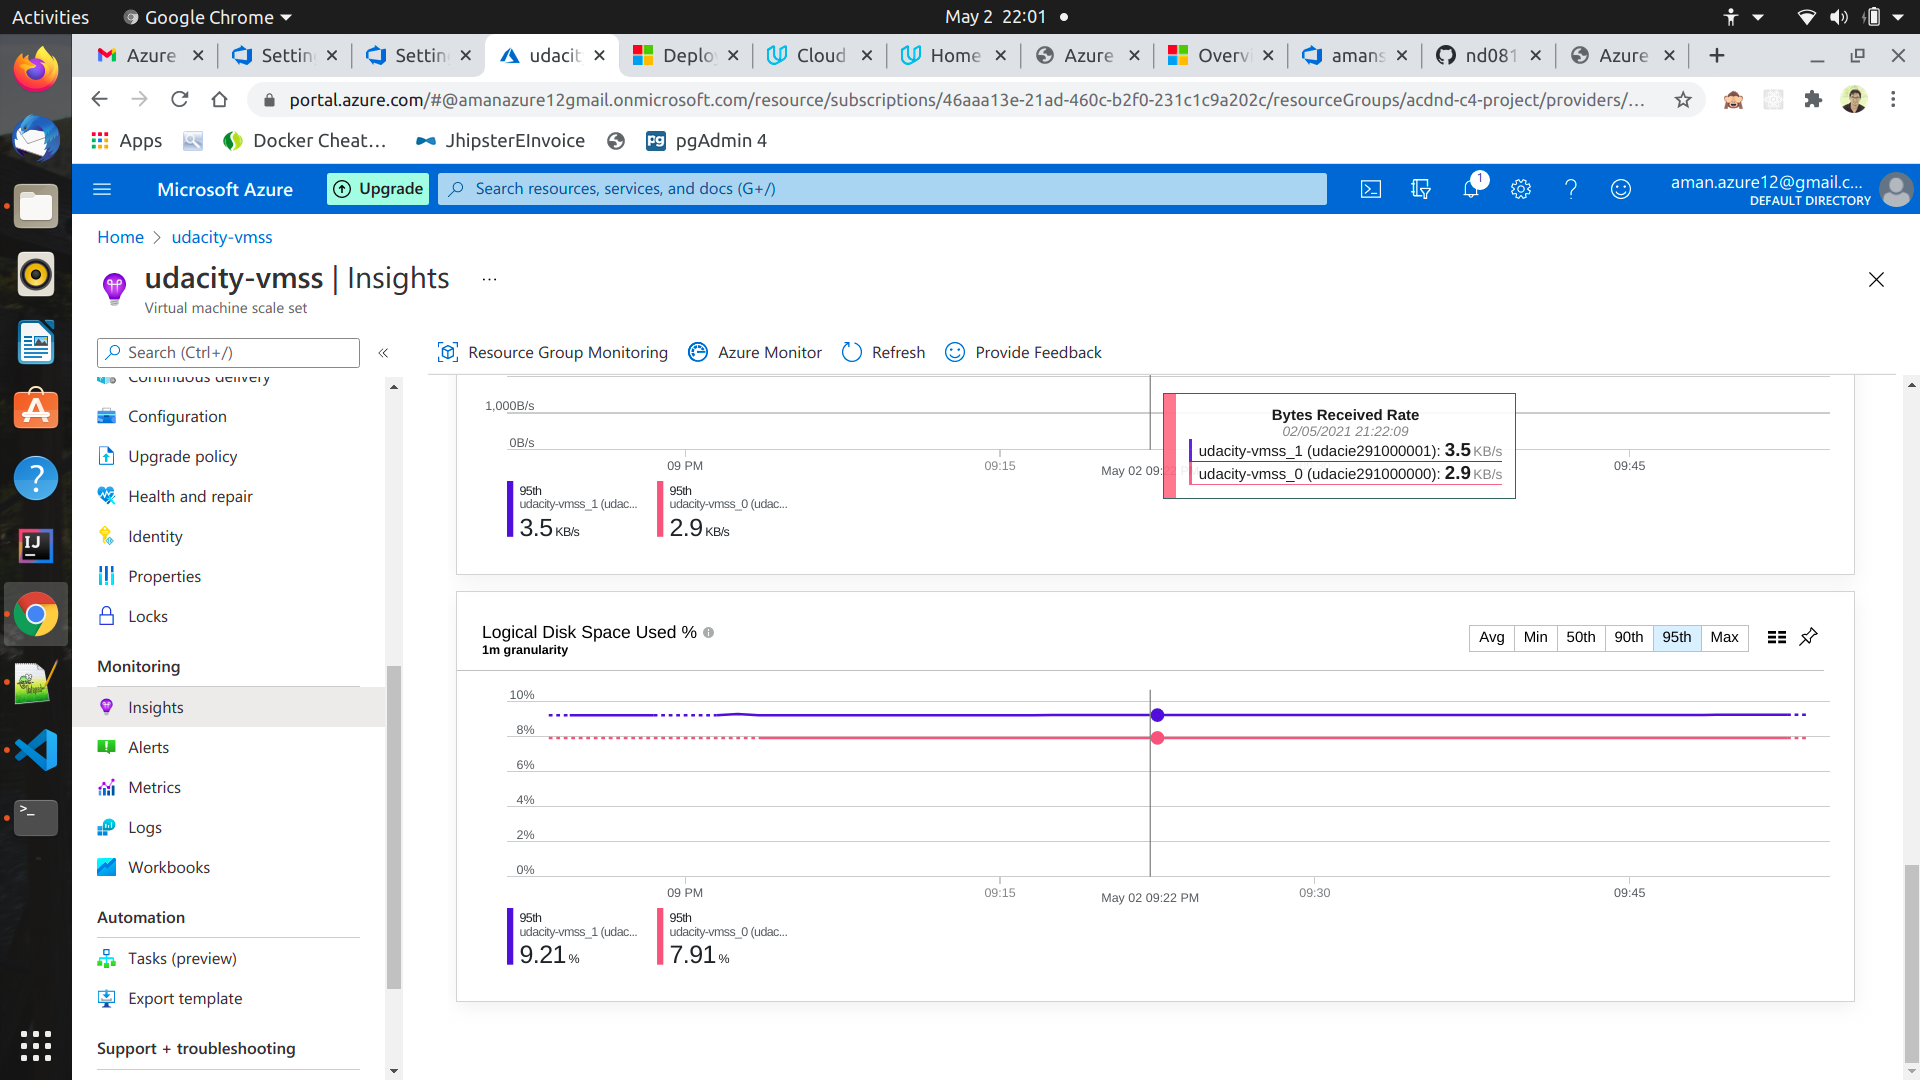 Activities
Google Chrome
May 2 22:01
Azure
Setting
Setting
udacit
Deploy
Cloud
Home
Azure
Overvi
amans
nd081
Azure
portal.azure.com/#@amanazure12gmail.onmicrosoft.com/resource/subscriptions/46aaa13e-21ad-460c-b2f0-231c1c9a202c/resourceGroups/acdnd-c4-project/providers/...
Apps
Docker Cheat...
JhipsterEInvoice
pgAdmin 4
Microsoft Azure
Upgrade
Search resources, services, and docs (G+/)
1
aman.azure12@gmail.c...
DEFAULT DIRECTORY
Home > udacity-vmss
udacity-vmss | Insights ...
Virtual machine scale set
Search (Ctrl+/)
Resource Group Monitoring
Azure Monitor
Refresh
Provide Feedback
Continuous delivery
Configuration
Upgrade policy
Health and repair
Identity
Properties
Locks
Monitoring
Insights
Alerts
Metrics
Logs
Workbooks
Automation
Tasks (preview)
Export template
Support + troubleshooting
1,000B/s
0B/s
09 PM
09:15
May 02 09:22
09:45
Bytes Received Rate
02/05/2021 21:22:09
udacity-vmss_1 (udacie291000001): 3.5 KB/s
udacity-vmss_0 (udacie291000000): 2.9 KB/s
95th
udacity-vmss_1 (udac...
3.5 KB/s
95th
udacity-vmss_0 (udac...
2.9 KB/s
Logical Disk Space Used %
1m granularity
Avg
Min
50th
90th
95th
Max
10%
8%
6%
4%
2%
0%
09 PM
09:15
May 02 09:22 PM
09:30
09:45
95th
udacity-vmss_1 (udac...
9.21 %
95th
udacity-vmss_0 (udac...
7.91 %